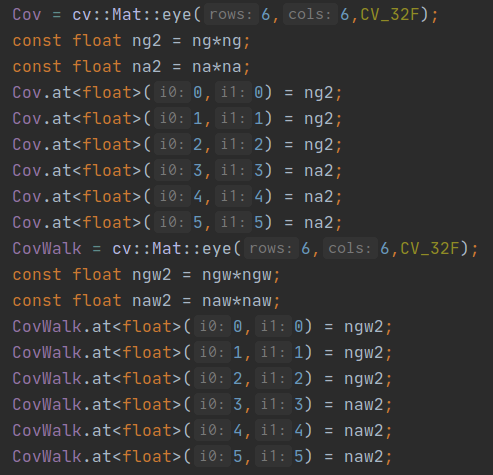 Cov = cv::Mat::eye( rows: 6, cols: 6,CV_32F);
const float ng2 = ng*ng;
const float na2 = na*na;
Cov.at<float>( i0: 0, i1: 0) = ng2;
Cov.at<float>( i0: 1, i1: 1) = ng2;
Cov.at<float>( i0: 2, i1: 2) = ng2;
Cov.at<float>( i0: 3, i1: 3) = na2;
Cov.at<float>( i0: 4, i1: 4) = na2;
Cov.at<float>( i0: 5, i1: 5) = na2;
CovWalk = cv::Mat::eye( rows: 6, cols: 6,CV_32F);
const float ngw2 = ngw*ngw;
const float naw2 = naw*naw;
CovWalk.at<float>( i0: 0, i1: 0) = ngw2;
CovWalk.at<float>( i0: 1, i1: 1) = ngw2;
CovWalk.at<float>( i0: 2, i1: 2) = ngw2;
CovWalk.at<float>( i0: 3, i1: 3) = naw2;
CovWalk.at<float>( i0: 4, i1: 4) = naw2;
CovWalk.at<float>( i0: 5, i1: 5) = naw2;